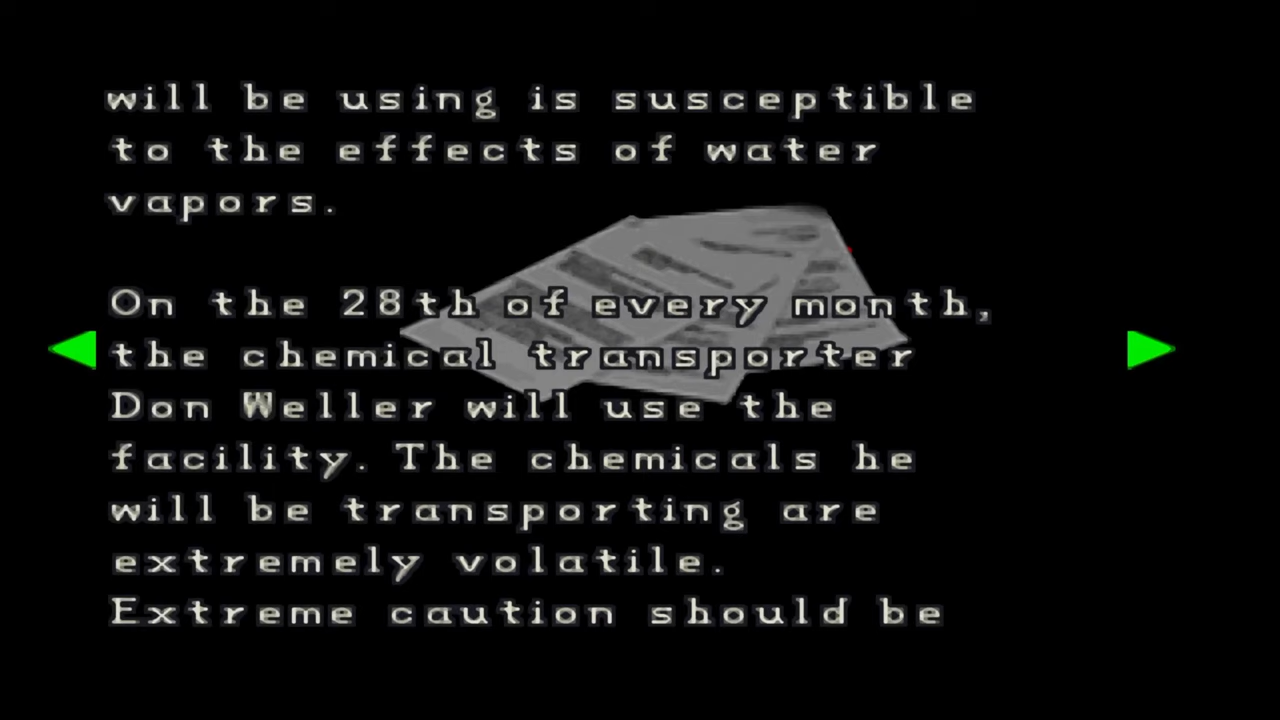 will be using is susceptible
to the effects of water
vapors.
On the 28th of every month,
the chemical transporter
Don Weller will use the
facility. The chemicals he
will be transporting are
extremely volatile.
Extreme caution should be